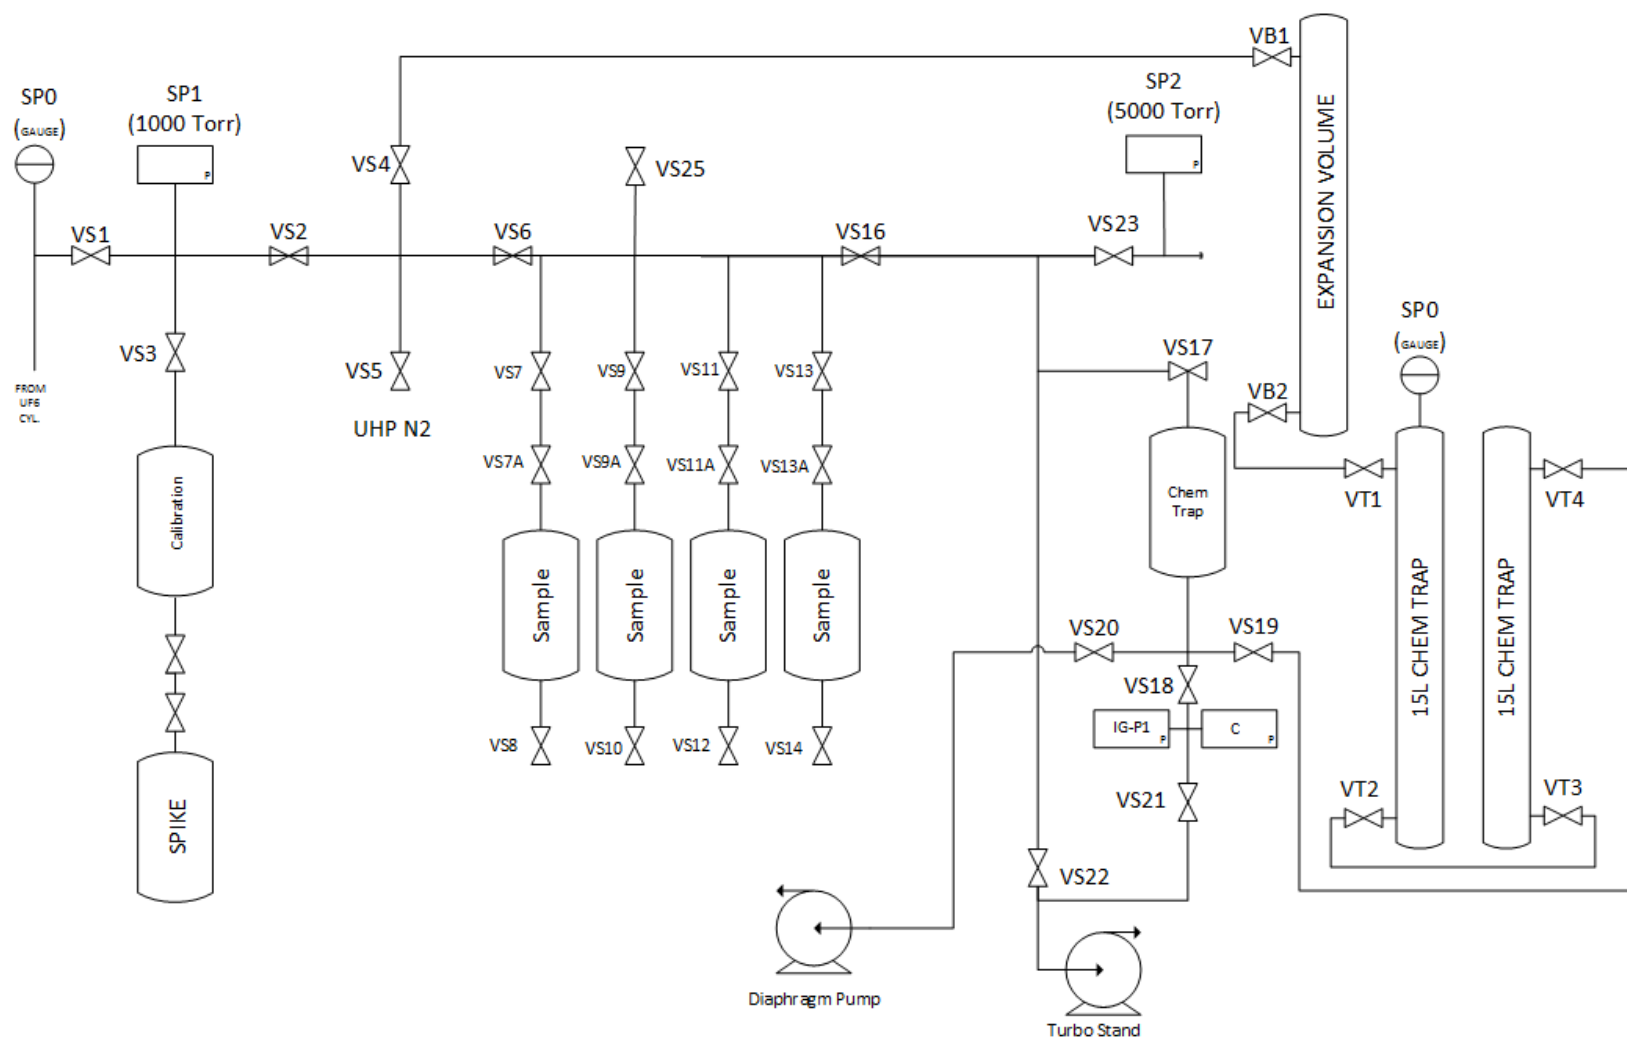 VB1
SP0
(GAUGE)
SP1
(1000 Torr)
SP2
(5000 Torr)
P
P
VS4
VS25
EXPANSION VOLUME
VS1
VS2
VS6
VS16
VS23
SP0
(GAUGE)
VS3
VS5
VS7
VS9
VS11
VS13
VS17
VB2
FROM
UF6
CYL.
UHP N2
VS7A
VS9A
VS11A
VS13A
VT1
VT4
Calibration
Chem
Trap
Sample
Sample
Sample
Sample
15L CHEM TRAP
15L CHEM TRAP
VS20
VS19
VS18
IG-P1
P
C
P
VS8
VS10
VS12
VS14
VS21
VT2
VT3
SPIKE
VS22
Diaphragm Pump
Turbo Stand